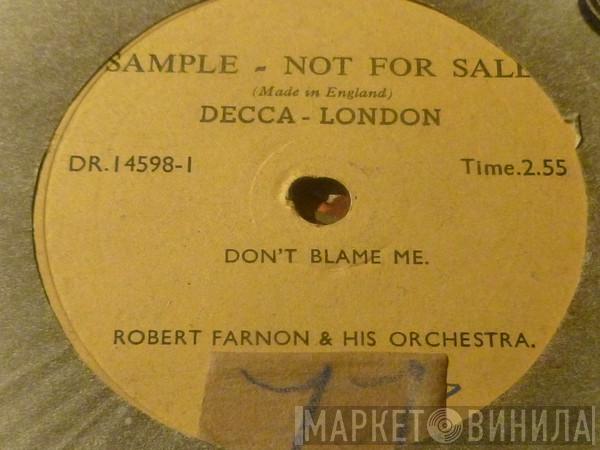 SAMPLE - NOT FOR SALE
(Made in England)
DECCA - LONDON
DR.14598-1
Time.2.55
DON'T BLAME ME.
ROBERT FARNON & HIS ORCHESTRA.
МАРКЕТ ВИНИЛА